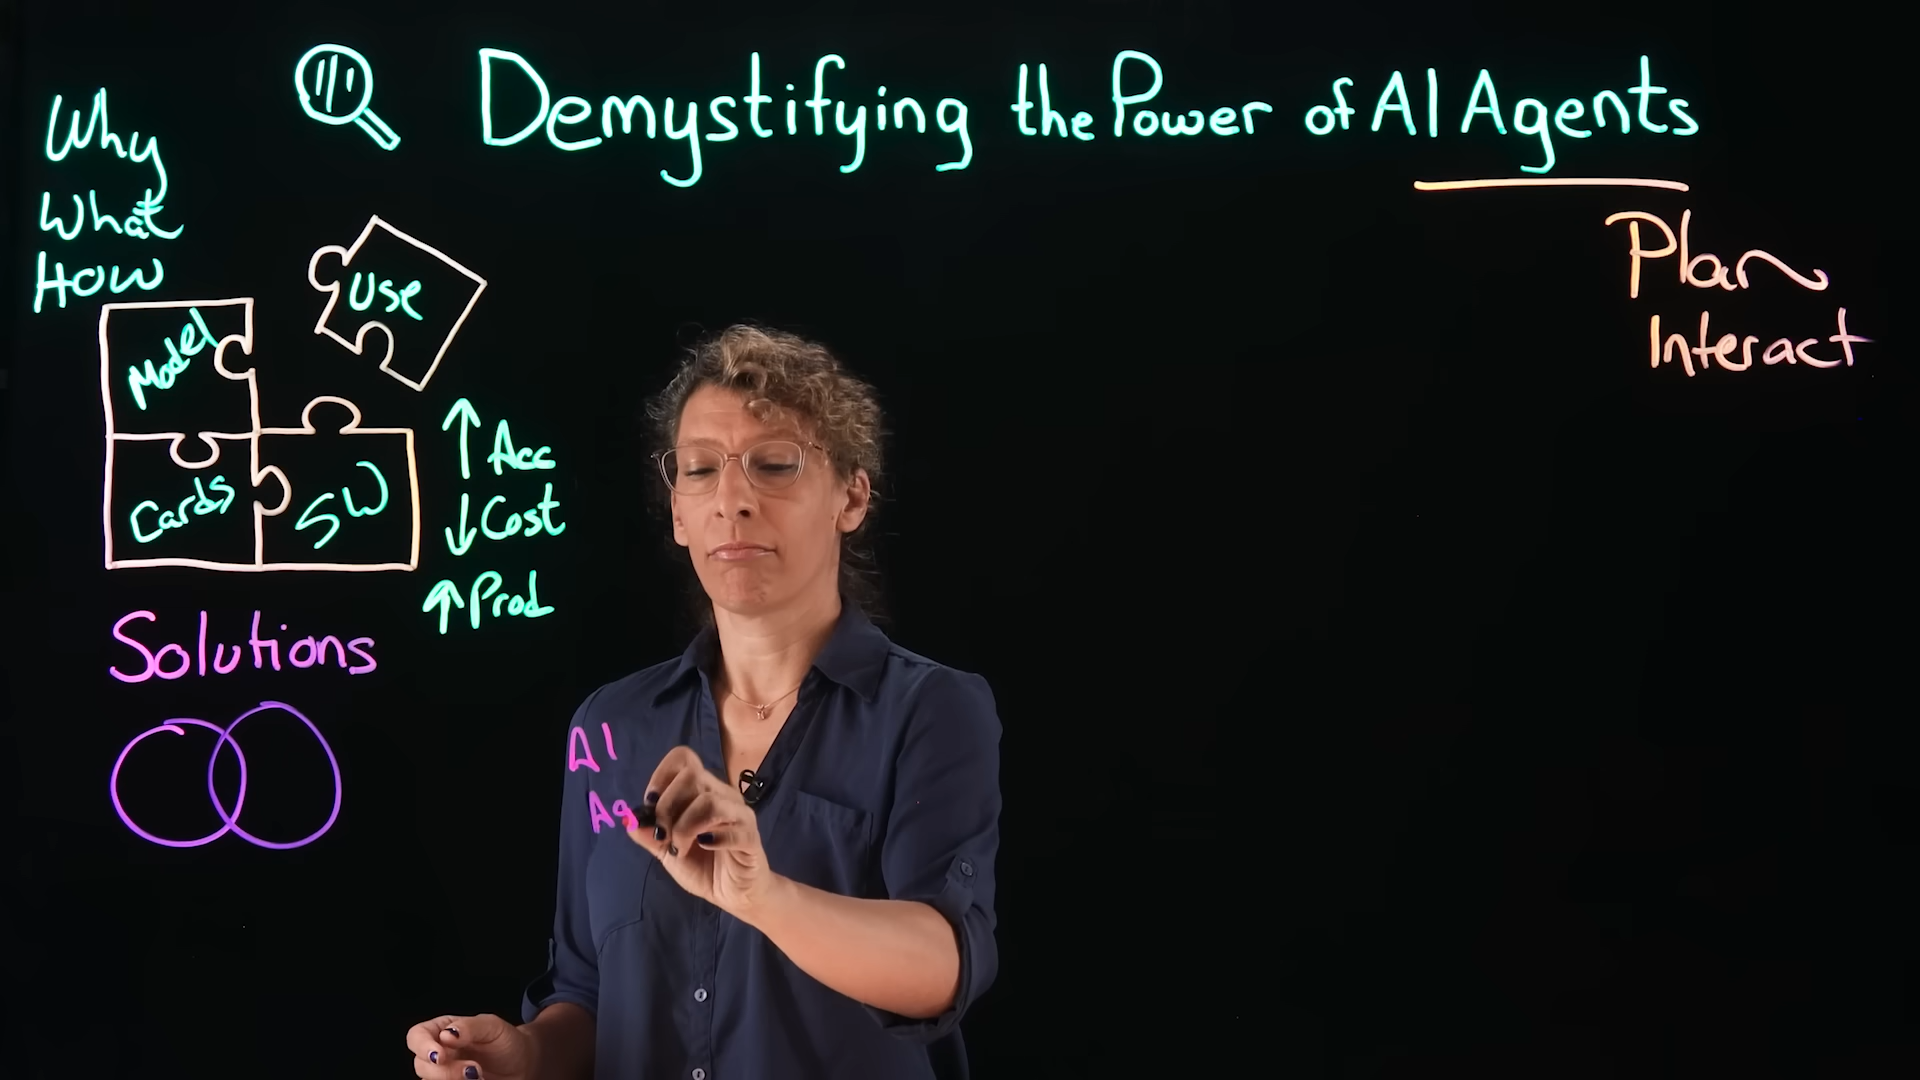 Demystifying the Power of AI Agents
Why
What
How
Plan
Interact
Use
Model
Cards
SW
↑ Acc
↓ Cost
↑ Prod
Solutions
AI
Ag